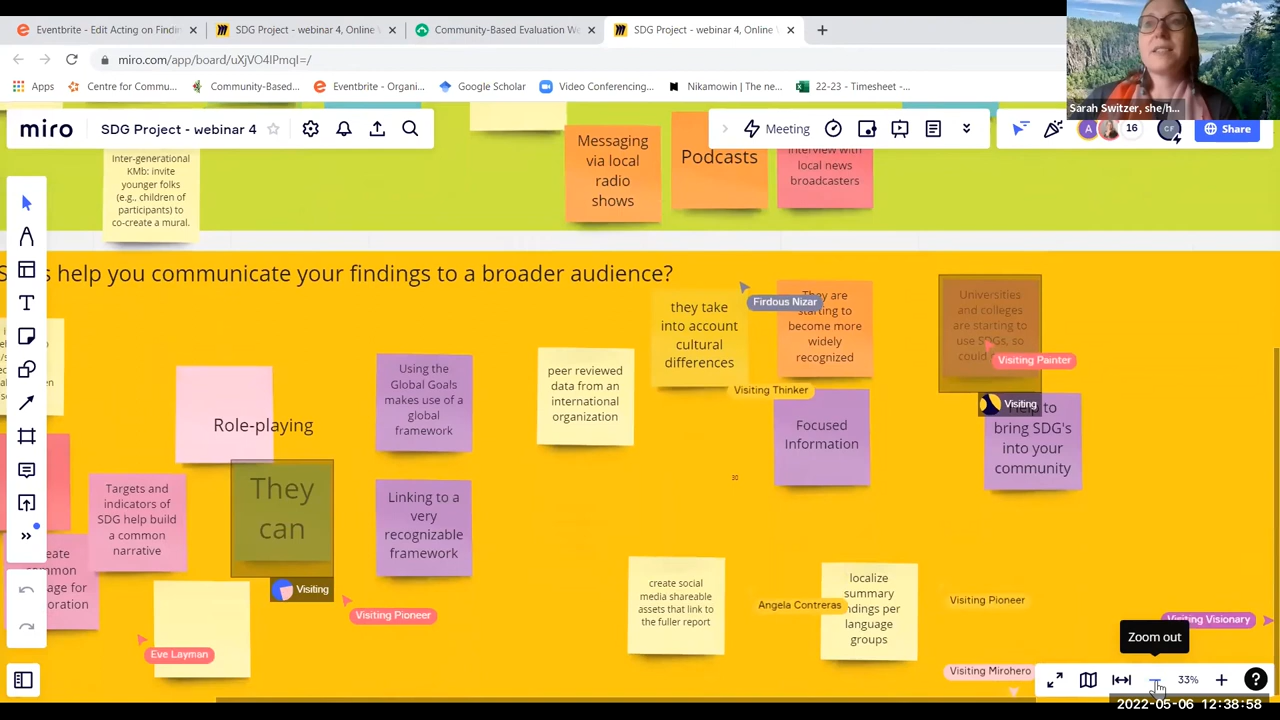 Eventbrite - Edit Acting on Findin
SDG Project - webinar 4, Online V
Community-Based Evaluation Wo
SDG Project - webinar 4, Online V
miro.com/app/board/uXjVO4IPmqI=/
Apps
Centre for Commu...
Community-Based...
Eventbrite - Organi...
Google Scholar
Video Conferencing...
Nikamowin | The ne...
22-23 - Timesheet -...
Sarah Switzer, she/h...
miro
SDG Project - webinar 4
Meeting
A
16
CF
Share
Inter-generational
KMb: invite
younger folks
(e.g., children of
participants) to
co-create a mural.
Messaging
via local
radio
shows
Podcasts
interview with
local news
broadcasters
s help you communicate your findings to a broader audience?
Role-playing
Using the
Global Goals
makes use of a
global
framework
peer reviewed
data from an
international
organization
they take
into account
cultural
differences
Firdous Nizar
They are
starting to
become more
widely
recognized
Visiting Thinker
Universities
and colleges
are starting to
use SDGs, so
could
Visiting Painter
Visiting
Focused
Information
Help to
bring SDG's
into your
community
Targets and
indicators of
SDG help build
a common
narrative
They
can
Visiting
Linking to a
very
recognizable
framework
30
Visiting Pioneer
Eve Layman
create social
media shareable
assets that link to
the fuller report
Angela Contreras
localize
summary
findings per
language
groups
Visiting Pioneer
Visiting Visionary
Zoom out
Visiting Mirohero
33%
2022-05-06 12:38:58